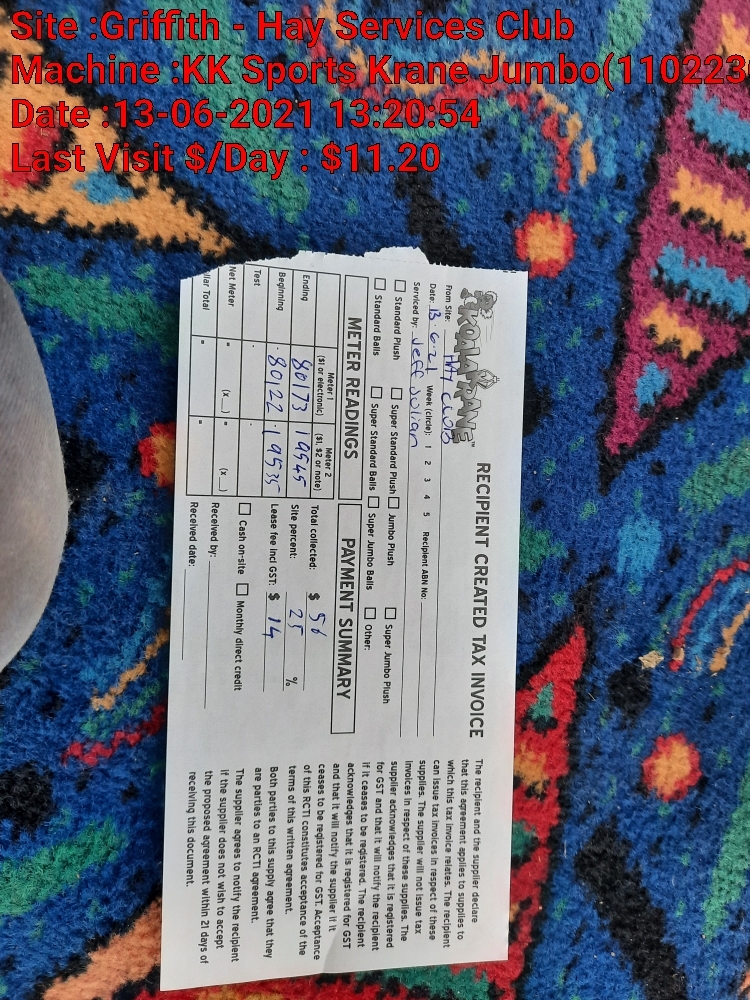 Site :Griffith - Hay Services Club
Machine :KK Sports Krane Jumbo(1102230
Date :13-06-2021 13:20:54
Last Visit $/Day : $11.20
KOALA KRANE™
RECIPIENT CREATED TAX INVOICE
From Site: HAY CLUB
Date: 13.6.21 Week (circle): 1 2 3 4 5 Recipient ABN No:
Serviced by: Jeff
Standard Plush Super Standard Plush Jumbo Plush Super Jumbo Plush
Standard Balls Super Standard Balls Super Jumbo Balls Other:
METER READINGS
Meter 1 ($1 or electronic) Meter 2 ($1, $2 or note)
Ending 80173 19545
Beginning 80122 19535
Test
Net Meter (x__) (x__)
llar Total
PAYMENT SUMMARY
Total collected: $ 56
Site percent: 25 %
Lease fee incl GST: $ 14
Cash on-site Monthly direct credit
Received by:
Received date:
The recipient and the supplier declare
that this agreement applies to supplies to
which this tax invoice relates. The recipient
can issue tax invoices in respect of these
supplies. The supplier will not issue tax
invoices in respect of these supplies. The
supplier acknowledges that it is registered
for GST and that it will notify the recipient
if it ceases to be registered. The recipient
acknowledges that it is registered for GST
and that it will notify the supplier if it
ceases to be registered for GST. Acceptance
of this RCTI constitutes acceptance of the
terms of this written agreement.
Both parties to this supply agree that they
are parties to an RCTI agreement.
The supplier agrees to notify the recipient
if the supplier does not wish to accept
the proposed agreement within 21 days of
receiving this document.